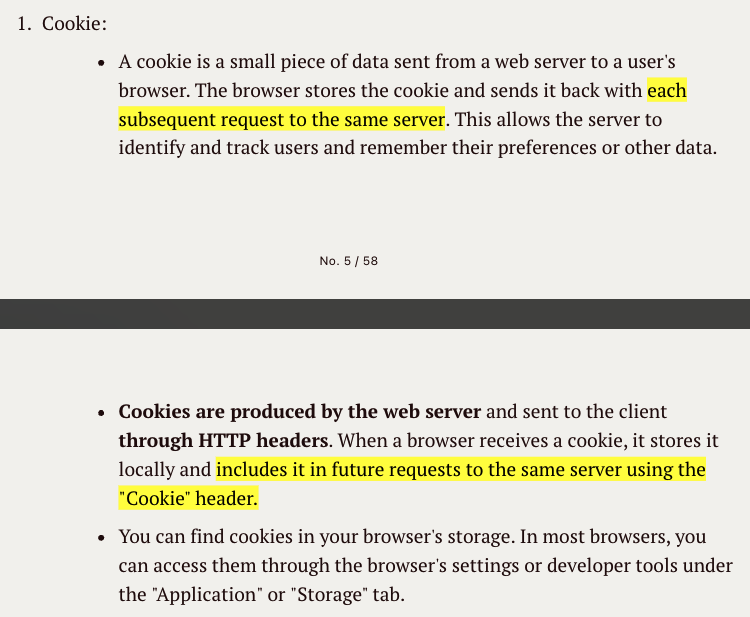 1. Cookie:
• A cookie is a small piece of data sent from a web server to a user's
browser. The browser stores the cookie and sends it back with each
subsequent request to the same server. This allows the server to
identify and track users and remember their preferences or other data.
No. 5 / 58
• Cookies are produced by the web server and sent to the client
through HTTP headers. When a browser receives a cookie, it stores it
locally and includes it in future requests to the same server using the
"Cookie" header.
• You can find cookies in your browser's storage. In most browsers, you
can access them through the browser's settings or developer tools under
the "Application" or "Storage" tab.